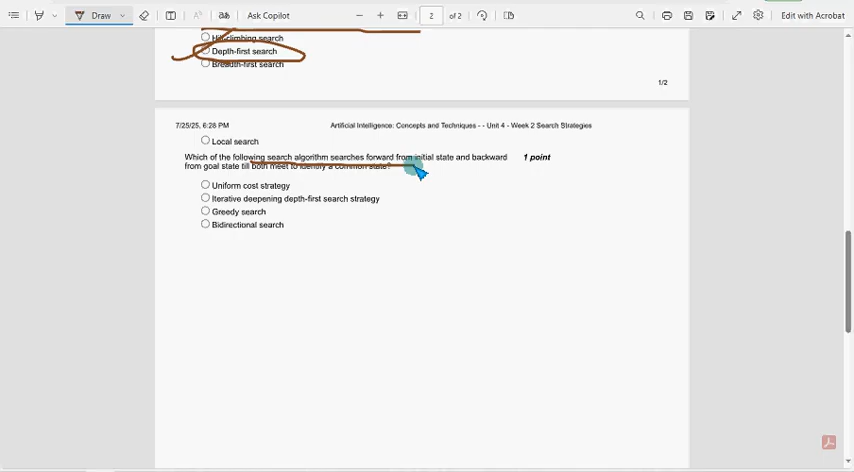 Draw
Ask Copilot
2 of 2
Edit with Acrobat
Hill-climbing search
Depth-first search
Breadth-first search
1/2
7/25/25, 6:28 PM
Artificial Intelligence: Concepts and Techniques - - Unit 4 - Week 2 Search Strategies
Local search
Which of the following search algorithm searches forward from initial state and backward 1 point
from goal state till both meet to identify a common state?
Uniform cost strategy
Iterative deepening depth-first search strategy
Greedy search
Bidirectional search